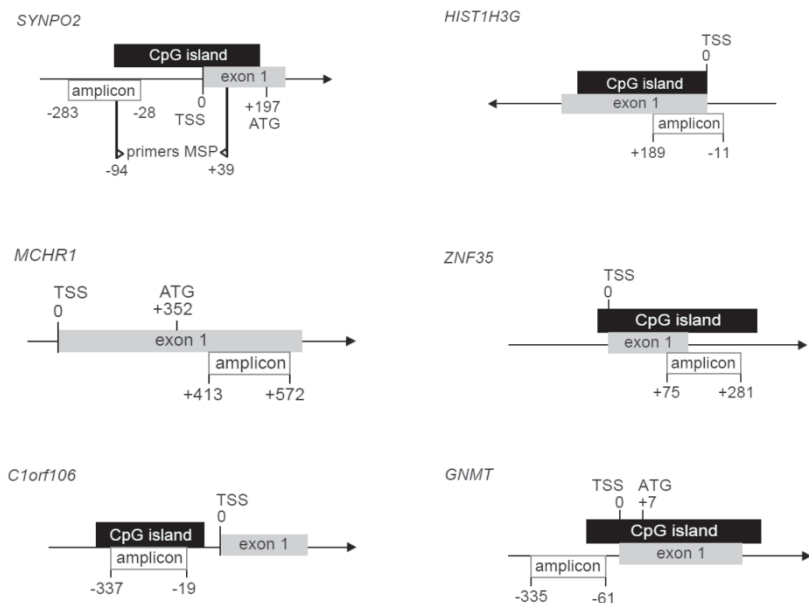 SYNPO2
CpG island
exon 1
amplicon
-283
-28
0
TSS
+197
ATG
primers MSP
-94
+39
HIST1H3G
TSS
0
CpG island
exon 1
amplicon
+189
-11
MCHR1
TSS
0
ATG
+352
exon 1
amplicon
+413
+572
ZNF35
TSS
0
CpG island
exon 1
amplicon
+75
+281
C1orf106
TSS
0
CpG island
exon 1
amplicon
-337
-19
GNMT
TSS
0
ATG
+7
CpG island
exon 1
amplicon
-335
-61